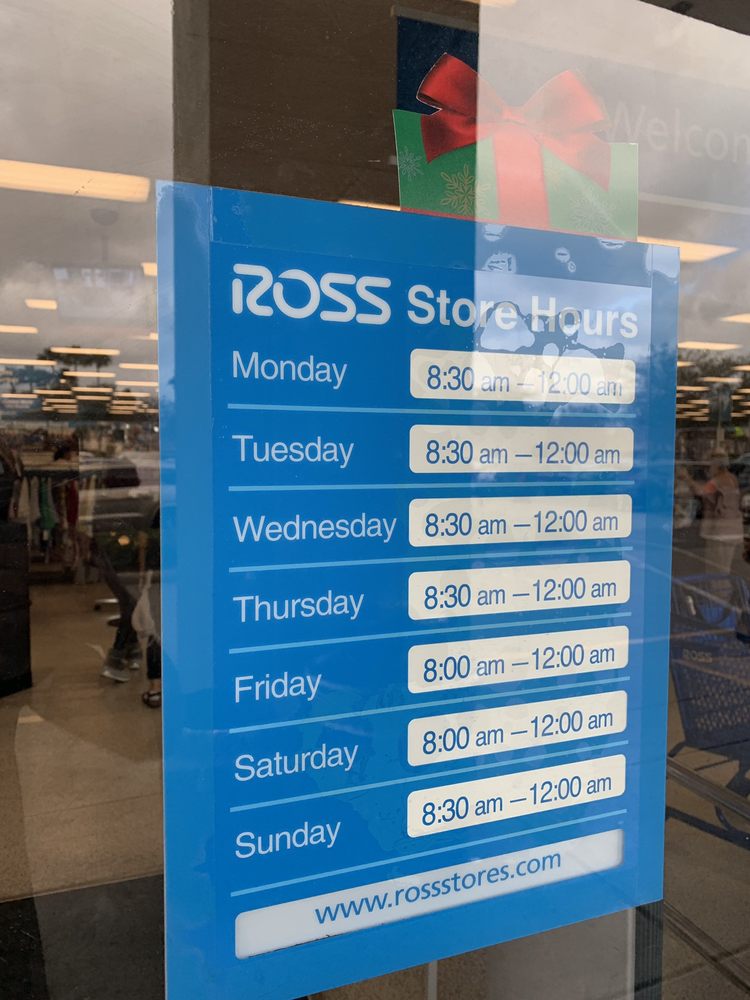 Welcom
ROSS Store Hours
Monday 8:30 am – 12:00 am
Tuesday 8:30 am – 12:00 am
Wednesday 8:30 am – 12:00 am
Thursday 8:30 am – 12:00 am
Friday 8:00 am – 12:00 am
Saturday 8:00 am – 12:00 am
Sunday 8:30 am – 12:00 am
www.rossstores.com
ROSS